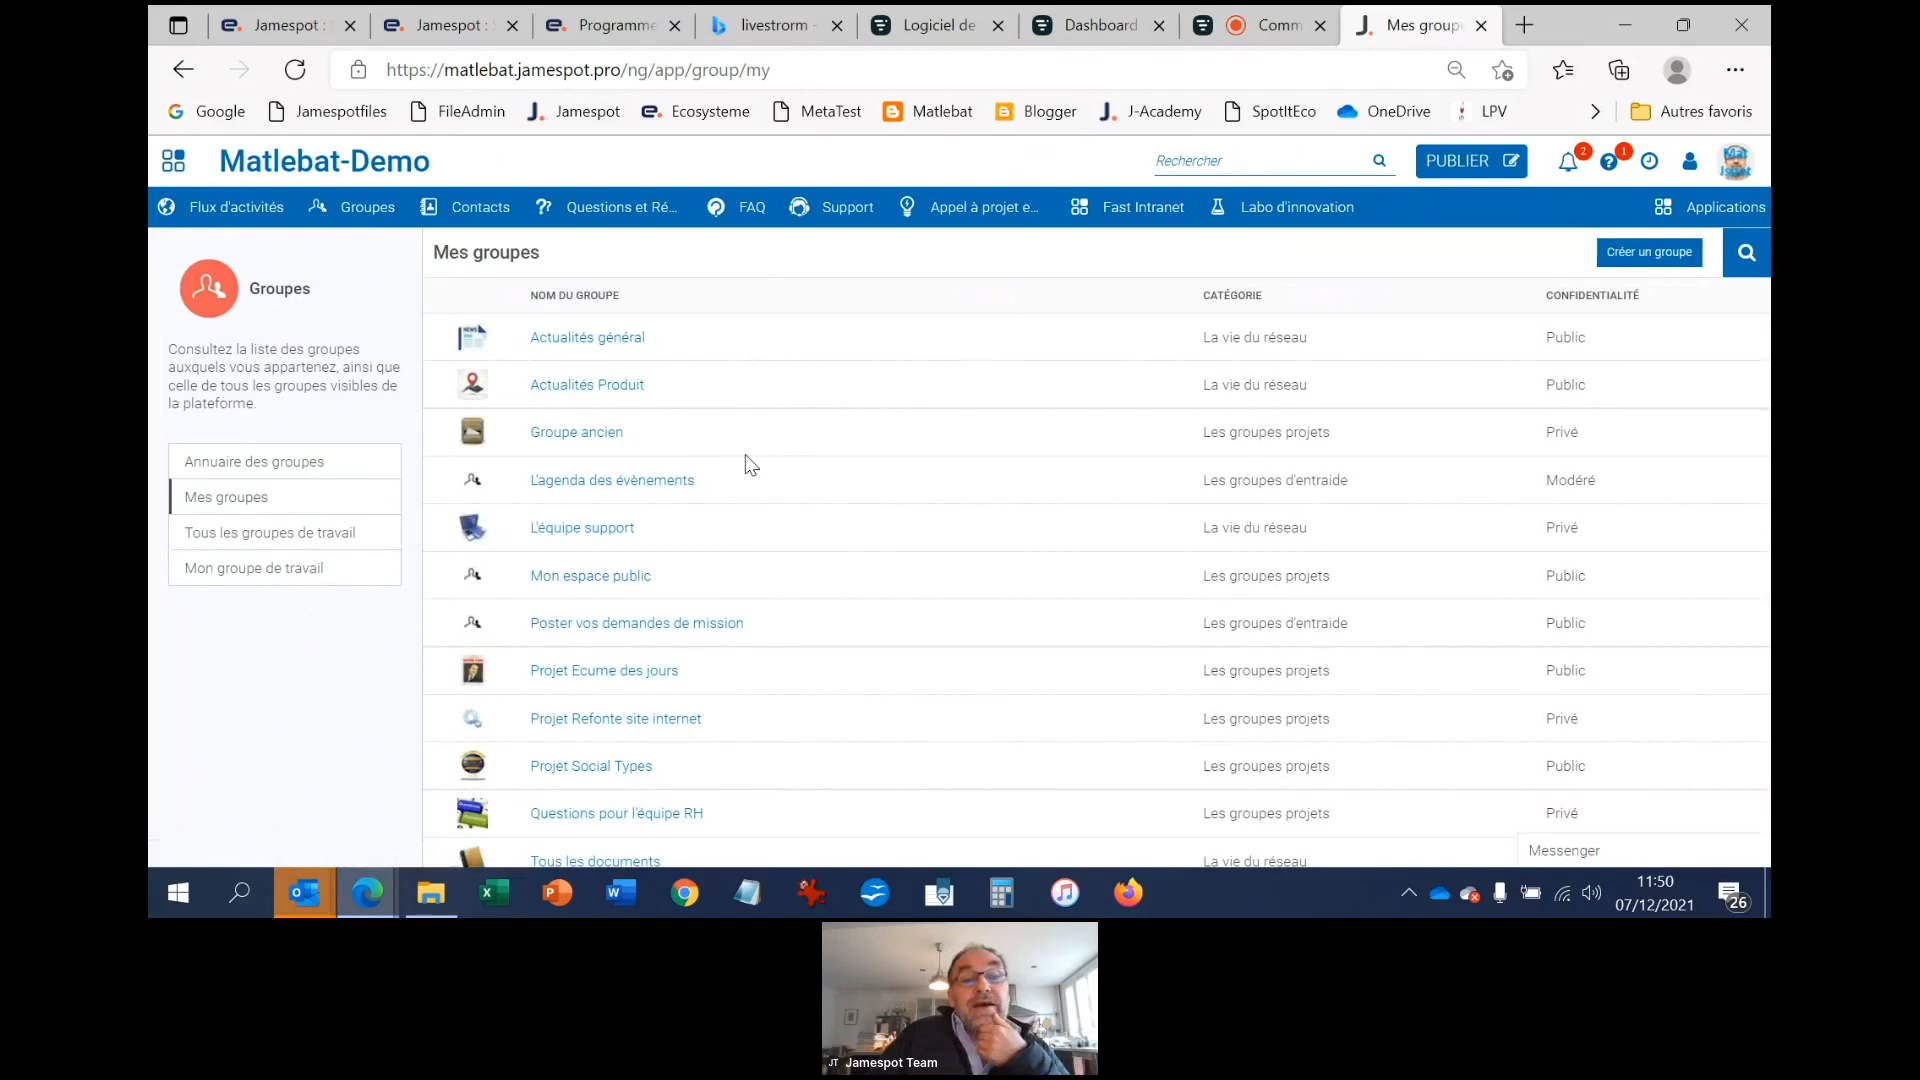 Jamespot :
Jamespot : S
Programme
livestrorm -
Logiciel de
Dashboard
Comm
Mes groupe
https://matlebat.jamespot.pro/ng/app/group/my
Google
Jamespotfiles
FileAdmin
Jamespot
Ecosysteme
MetaTest
Matlebat
Blogger
J-Academy
SpotItEco
OneDrive
LPV
Autres favoris
Matlebat-Demo
Rechercher
PUBLIER
2
1
Flux d'activités
Groupes
Contacts
Questions et Ré...
FAQ
Support
Appel à projet e...
Fast Intranet
Labo d'innovation
Applications
Groupes
Consultez la liste des groupes
auxquels vous appartenez, ainsi que
celle de tous les groupes visibles de
la plateforme.
Annuaire des groupes
Mes groupes
Tous les groupes de travail
Mon groupe de travail
Mes groupes
Créer un groupe
NOM DU GROUPE CATÉGORIE CONFIDENTIALITÉ
Actualités général La vie du réseau Public
Actualités Produit La vie du réseau Public
Groupe ancien Les groupes projets Privé
L'agenda des évènements Les groupes d'entraide Modéré
L'équipe support La vie du réseau Privé
Mon espace public Les groupes projets Public
Poster vos demandes de mission Les groupes d'entraide Public
Projet Ecume des jours Les groupes projets Public
Projet Refonte site internet Les groupes projets Privé
Projet Social Types Les groupes projets Public
Questions pour l'équipe RH Les groupes projets Privé
Tous les documents La vie du réseau
Messenger
11:50
07/12/2021
26
JT Jamespot Team